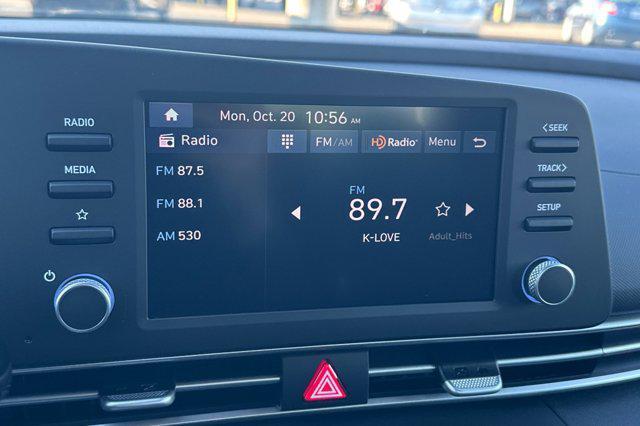 Mon, Oct. 20 10:56 AM
Radio FM/AM HD Radio Menu
RADIO
MEDIA
FM 87.5
FM 88.1
AM 530
FM
89.7
K-LOVE Adult_Hits
<SEEK
TRACK>
SETUP